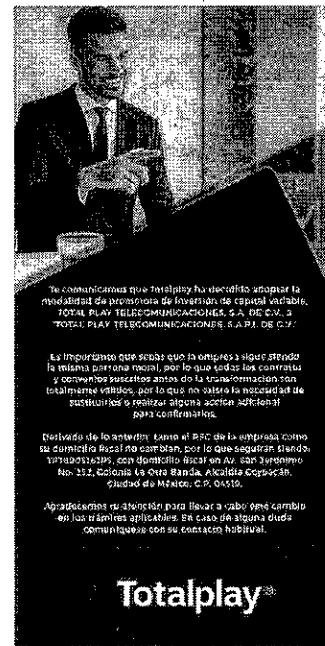 Te comunicamos que Totalplay ha decidido adoptar la
modalidad de promotora de inversión de capital variable,
TOTAL PLAY TELECOMUNICACIONES, S.A. DE C.V., a
"TOTAL PLAY TELECOMUNICACIONES, S.A.P.I. DE C.V."
Es importante que sepas que la empresa sigue siendo
la misma persona moral, por lo que todas los contratos
y convenios suscritos antes de la transformación son
totalmente válidos, por lo que no existe la necesidad de
sustituirlos o realizar alguna acción adicional
para confirmarlos.
Derivado de lo anterior, tanto el RFC de la empresa como
su domicilio fiscal no cambian, por lo que seguirán siendo:
con domicilio fiscal en Av. San Jerónimo
No. 252, Colonia La Otra Banda, Alcaldía Coyoacán,
Ciudad de México, C.P. 04519.
Agradecemos tu atención para llevar a cabo este cambio
en los trámites aplicables. En caso de alguna duda
comuníquese con su contacto habitual.
Totalplay